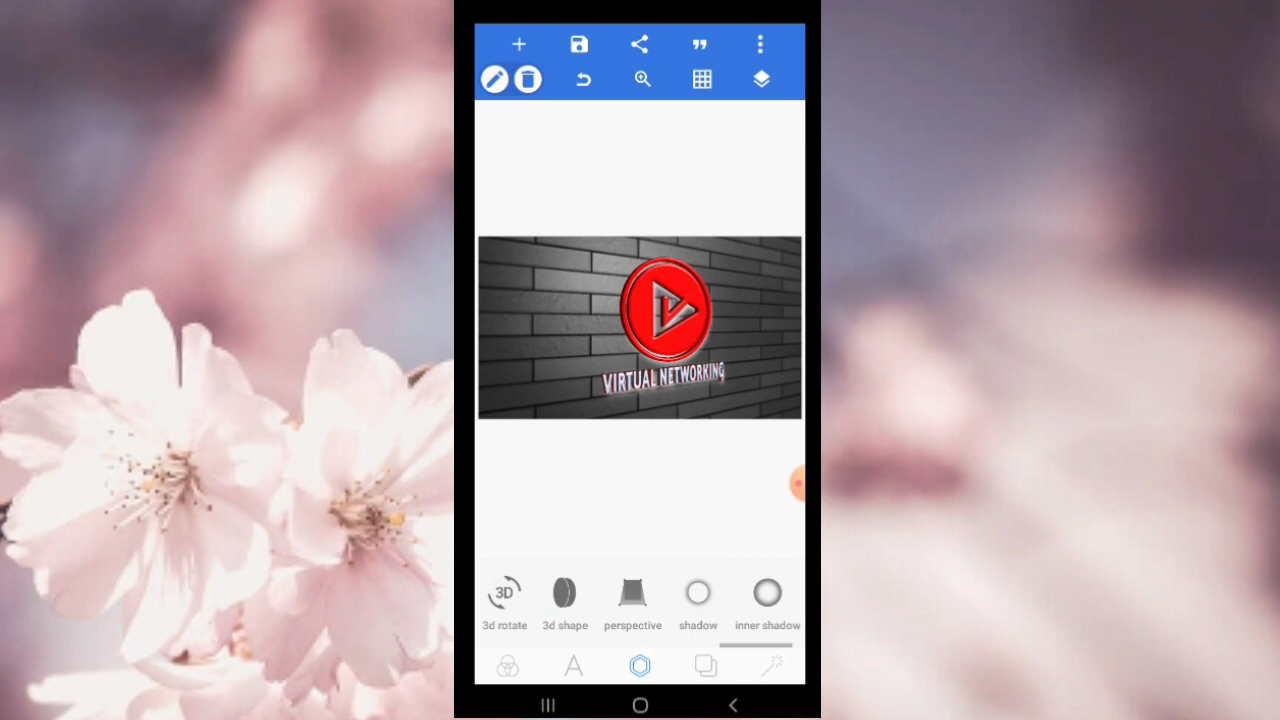 VIRTUAL NETWORKING
3D
3d rotate
3d shape
perspective
shadow
inner shadow
A